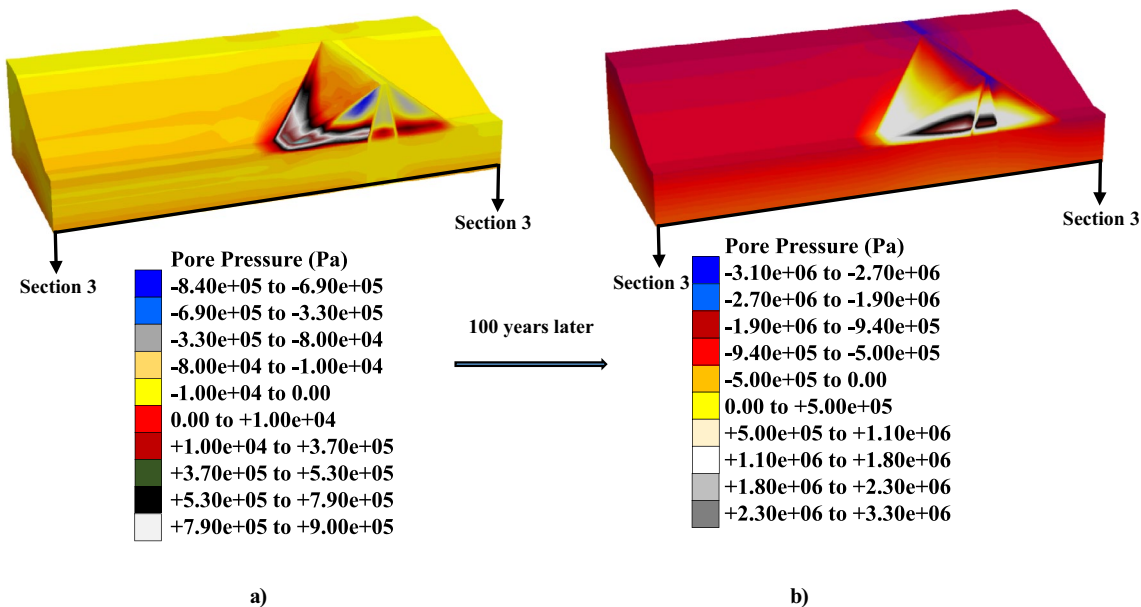 Section 3
Section 3
Pore Pressure (Pa)
-8.40e+05 to -6.90e+05
-6.90e+05 to -3.30e+05
-3.30e+05 to -8.00e+04
-8.00e+04 to -1.00e+04
-1.00e+04 to 0.00
0.00 to +1.00e+04
+1.00e+04 to +3.70e+05
+3.70e+05 to +5.30e+05
+5.30e+05 to +7.90e+05
+7.90e+05 to +9.00e+05
a)
100 years later
Section 3
Section 3
Pore Pressure (Pa)
-3.10e+06 to -2.70e+06
-2.70e+06 to -1.90e+06
-1.90e+06 to -9.40e+05
-9.40e+05 to -5.00e+05
-5.00e+05 to 0.00
0.00 to +5.00e+05
+5.00e+05 to +1.10e+06
+1.10e+06 to +1.80e+06
+1.80e+06 to +2.30e+06
+2.30e+06 to +3.30e+06
b)